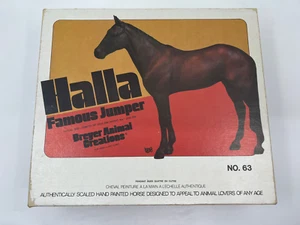 Halla
Famous Jumper
Breyer Animal
Creations
NO. 63
CHEVAL PEINTURE A LA MAIN A L'ECHELLE AUTHENTIQUE
AUTHENTICALLY SCALED HAND PAINTED HORSE DESIGNED TO APPEAL TO ANIMAL LOVERS OF ANY AGE